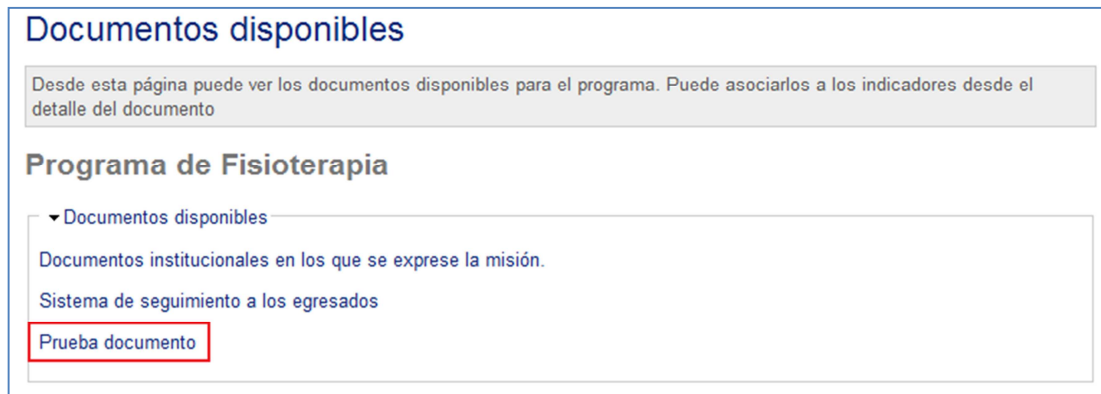 Documentos disponibles
Desde esta página puede ver los documentos disponibles para el programa. Puede asociarlos a los indicadores desde el
detalle del documento
Programa de Fisioterapia
Documentos disponibles
Documentos institucionales en los que se exprese la misión.
Sistema de seguimiento a los egresados
Prueba documento